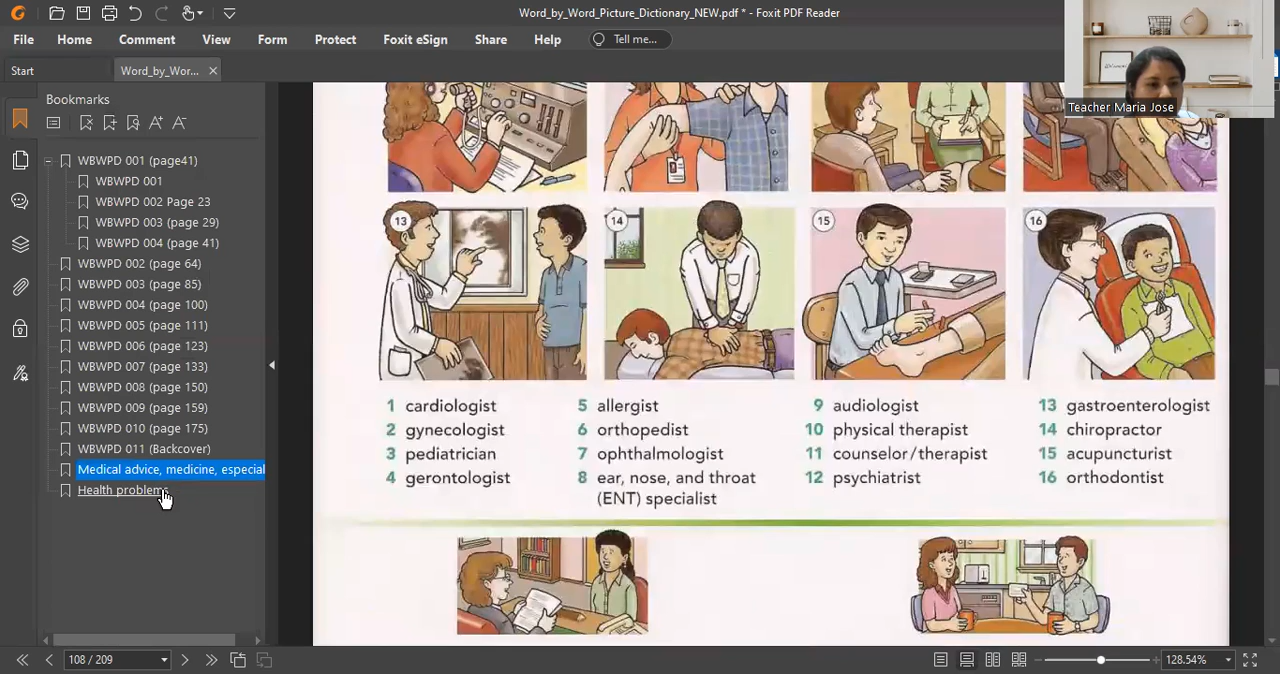 Word_by_Word_Picture_Dictionary_NEW.pdf * - Foxit PDF Reader
File Home Comment View Form Protect Foxit eSign Share Help Tell me...
Start Word_by_Wor...
Teacher Maria Jose
Bookmarks
WBWPD 001 (page41)
WBWPD 001
WBWPD 002 Page 23
WBWPD 003 (page 29)
WBWPD 004 (page 41)
WBWPD 002 (page 64)
WBWPD 003 (page 85)
WBWPD 004 (page 100)
WBWPD 005 (page 111)
WBWPD 006 (page 123)
WBWPD 007 (page 133)
WBWPD 008 (page 150)
WBWPD 009 (page 159)
WBWPD 010 (page 175)
WBWPD 011 (Backcover)
Medical advice, medicine, especial
Health problems
13 14 15 16
1 cardiologist
2 gynecologist
3 pediatrician
4 gerontologist
5 allergist
6 orthopedist
7 ophthalmologist
8 ear, nose, and throat
(ENT) specialist
9 audiologist
10 physical therapist
11 counselor/therapist
12 psychiatrist
13 gastroenterologist
14 chiropractor
15 acupuncturist
16 orthodontist
108 / 209
128.54%